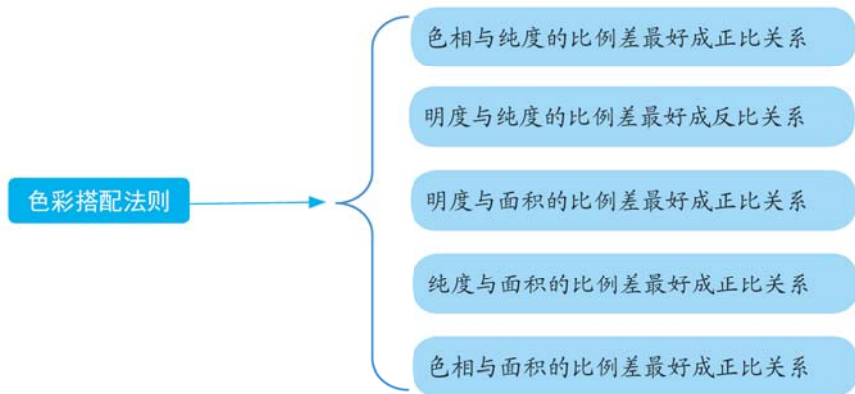 色相与纯度的比例差最好成正比关系
明度与纯度的比例差最好成反比关系
色彩搭配法则
明度与面积的比例差最好成正比关系
纯度与面积的比例差最好成正比关系
色相与面积的比例差最好成正比关系